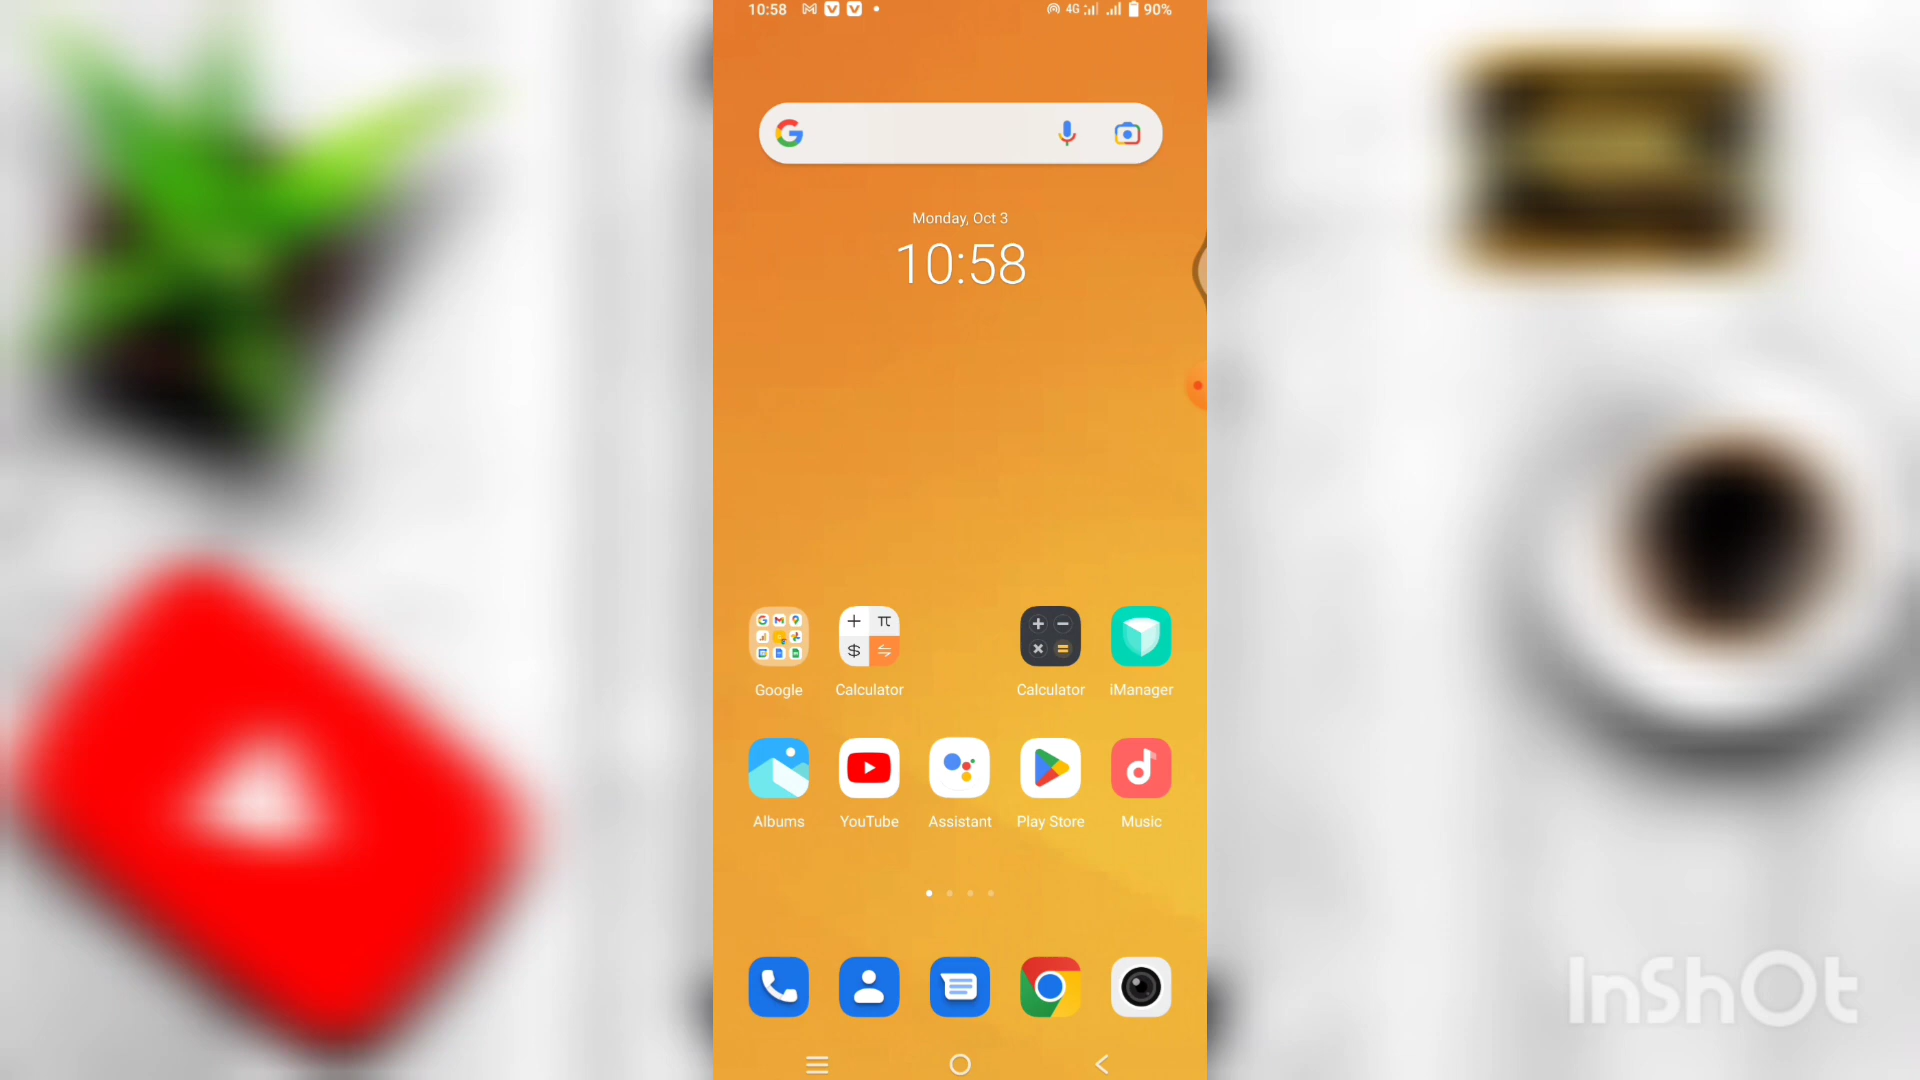 10:58 4G 90%
Monday, Oct 3
10:58
Google Calculator Calculator iManager
Albums YouTube Assistant Play Store Music
InShOt